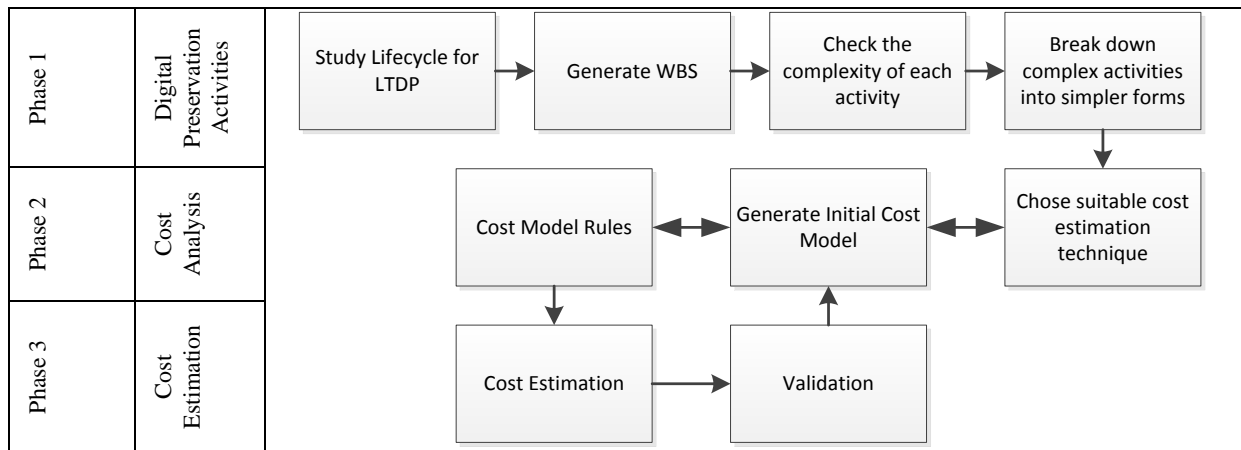 Phase 1
Digital
Preservation
Activities
Study Lifecycle for
LTDP
Generate WBS
Check the
complexity of each
activity
Break down
complex activities
into simpler forms
Phase 2
Cost
Analysis
Cost Model Rules
Generate Initial Cost
Model
Chose suitable cost
estimation
technique
Phase 3
Cost
Estimation
Cost Estimation
Validation